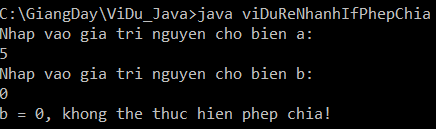 C:\GiangDay\ViDu_Java>java viDuReNhanhIfPhepChia
Nhap vao gia tri nguyen cho bien a:
5
Nhap vao gia tri nguyen cho bien b:
0
b = 0, khong the thuc hien phep chia!